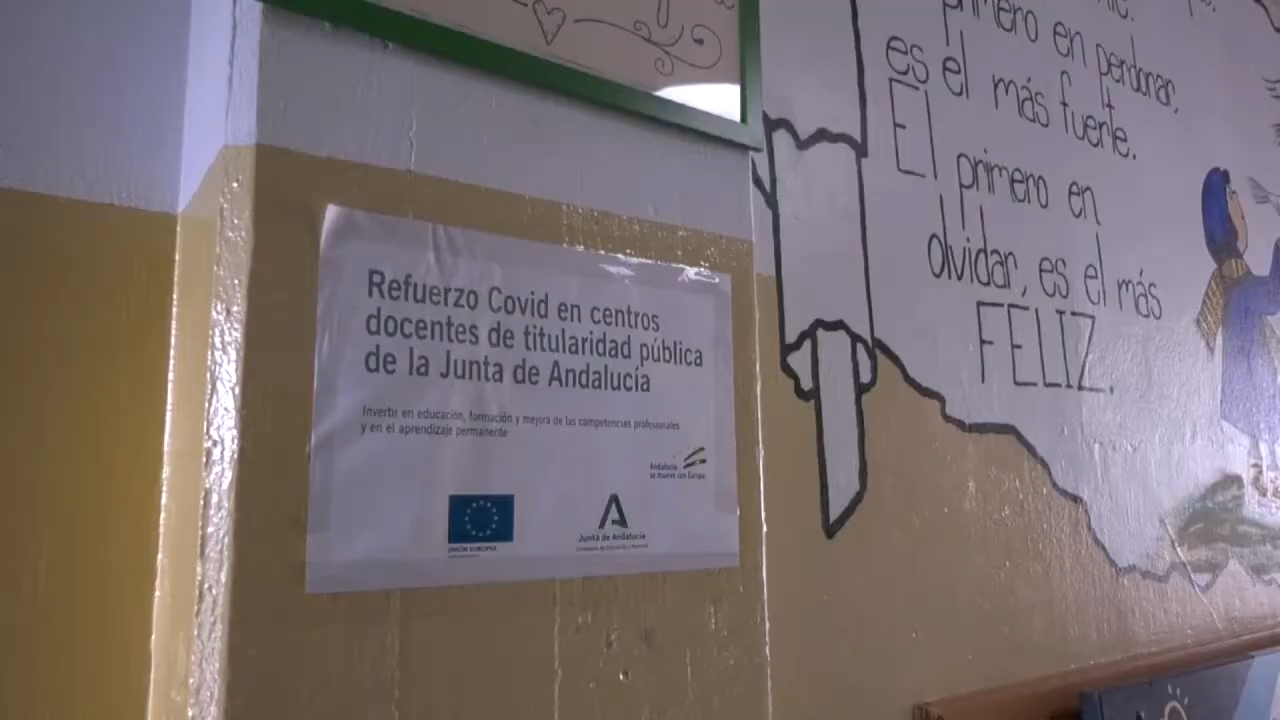 primero en perdonar,
es el más fuerte.
El primero en
olvidar, es el más
FELIZ.
Refuerzo Covid en centros
docentes de titularidad pública
de la Junta de Andalucía
Invertir en educación, formación y mejora de las competencias profesionales
y en el aprendizaje permanente
Andalucía
se mueve con Europa
UNIÓN EUROPEA
Junta de Andalucía